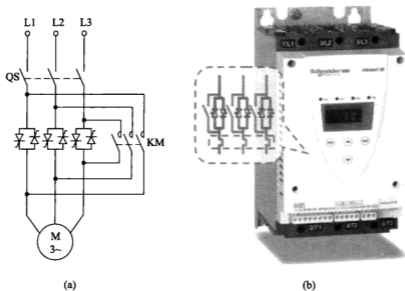 L1 L2 L3
QS
KM
M
3~
(a)
1/L1 3/L2 5/L3
Schneider
2/T1 4/T2 6/T3
(b)